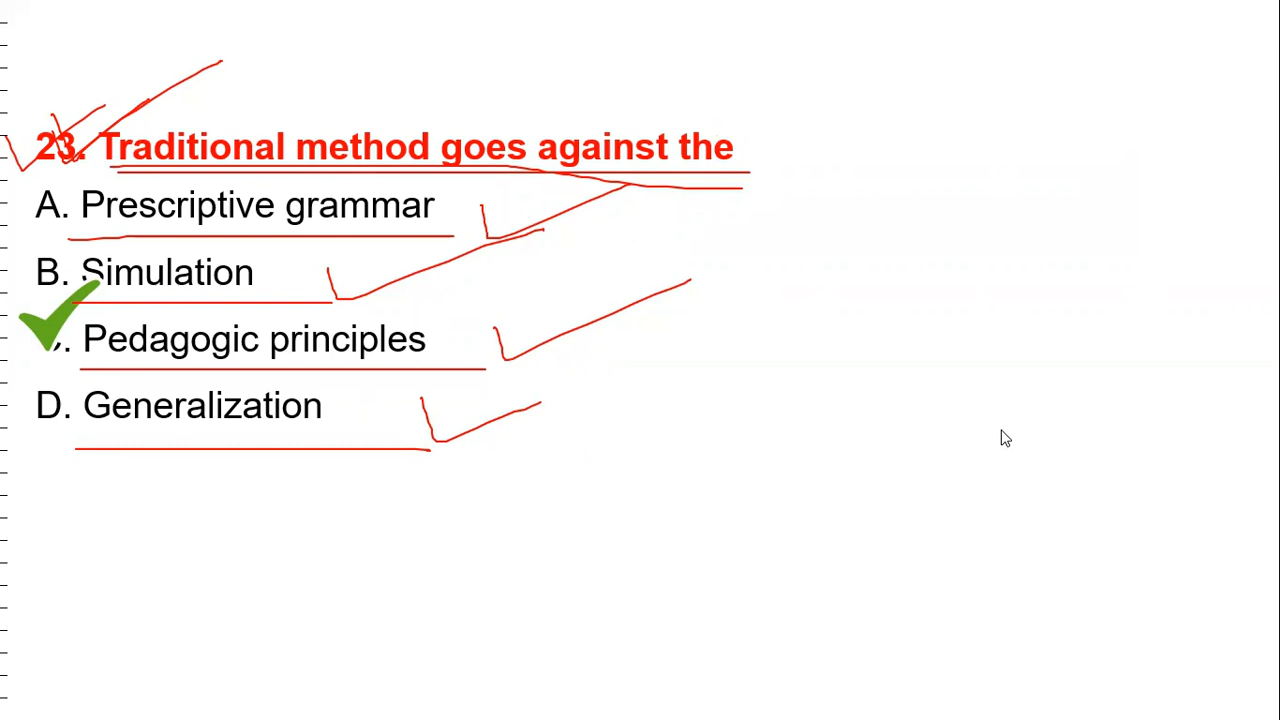 23. Traditional method goes against the
A. Prescriptive grammar
B. Simulation
C. Pedagogic principles
D. Generalization